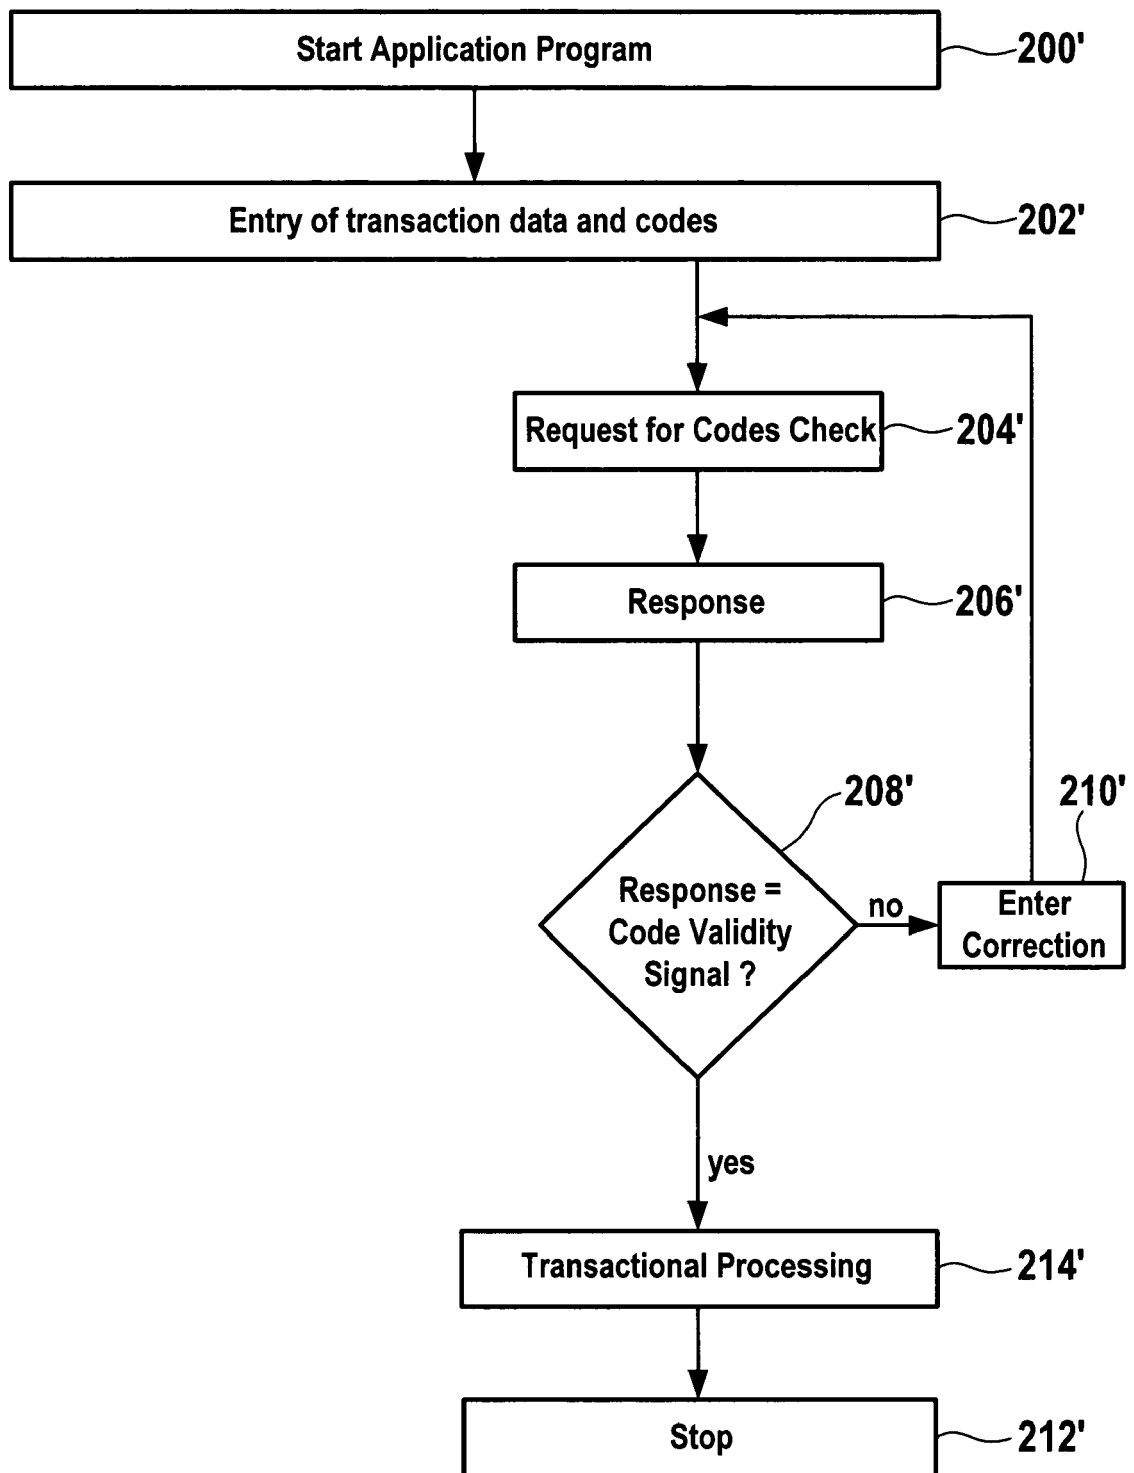 Start Application Program
200'
Entry of transaction data and codes
202'
Request for Codes Check
204'
Response
206'
208'
210'
Response =
Code Validity
Signal ?
no
Enter
Correction
yes
Transactional Processing
214'
Stop
212'